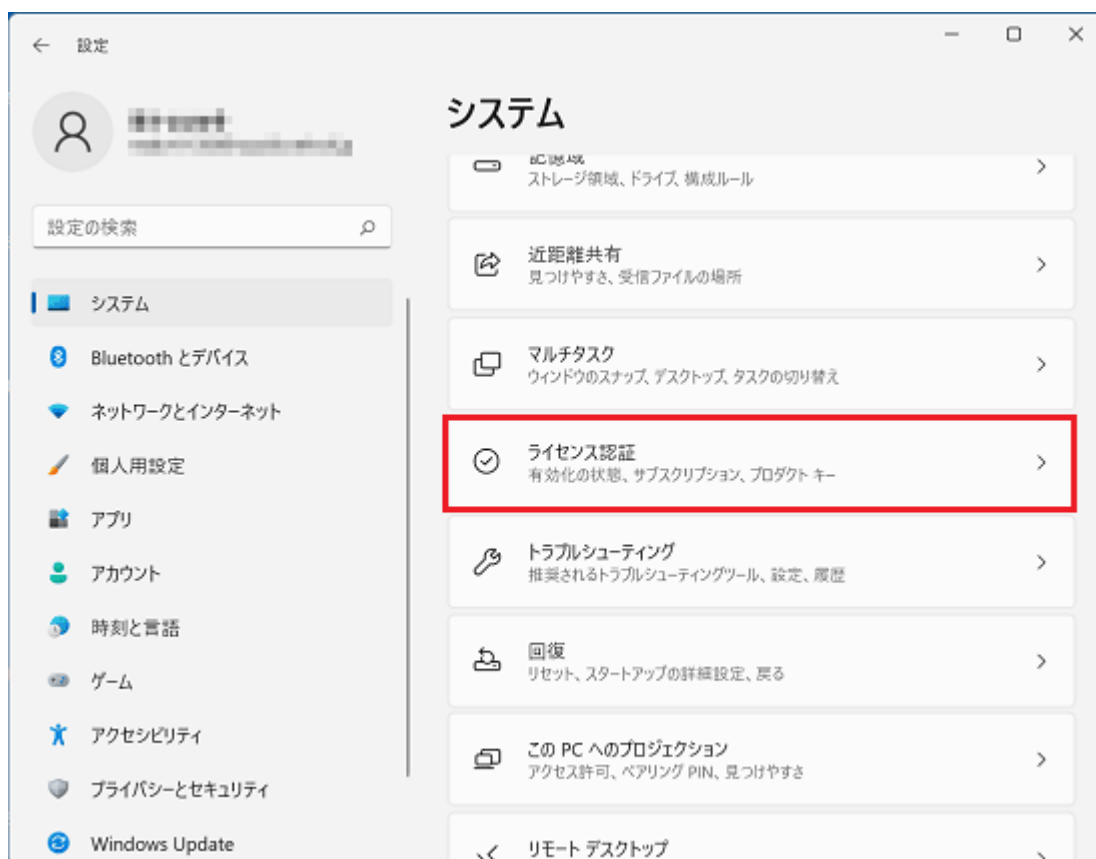 設定
設定の検索
システム
Bluetooth とデバイス
ネットワークとインターネット
個人用設定
アプリ
アカウント
時刻と言語
ゲーム
アクセシビリティ
プライバシーとセキュリティ
Windows Update
システム
記憶域
ストレージ領域、ドライブ、構成ルール
近距離共有
見つけやすさ、受信ファイルの場所
マルチタスク
ウィンドウのスナップ、デスクトップ、タスクの切り替え
ライセンス認証
有効化の状態、サブスクリプション、プロダクト キー
トラブルシューティング
推奨されるトラブルシューティングツール、設定、履歴
回復
リセット、スタートアップの詳細設定、戻る
この PC へのプロジェクション
アクセス許可、ペアリング PIN、見つけやすさ
リモート デスクトップ